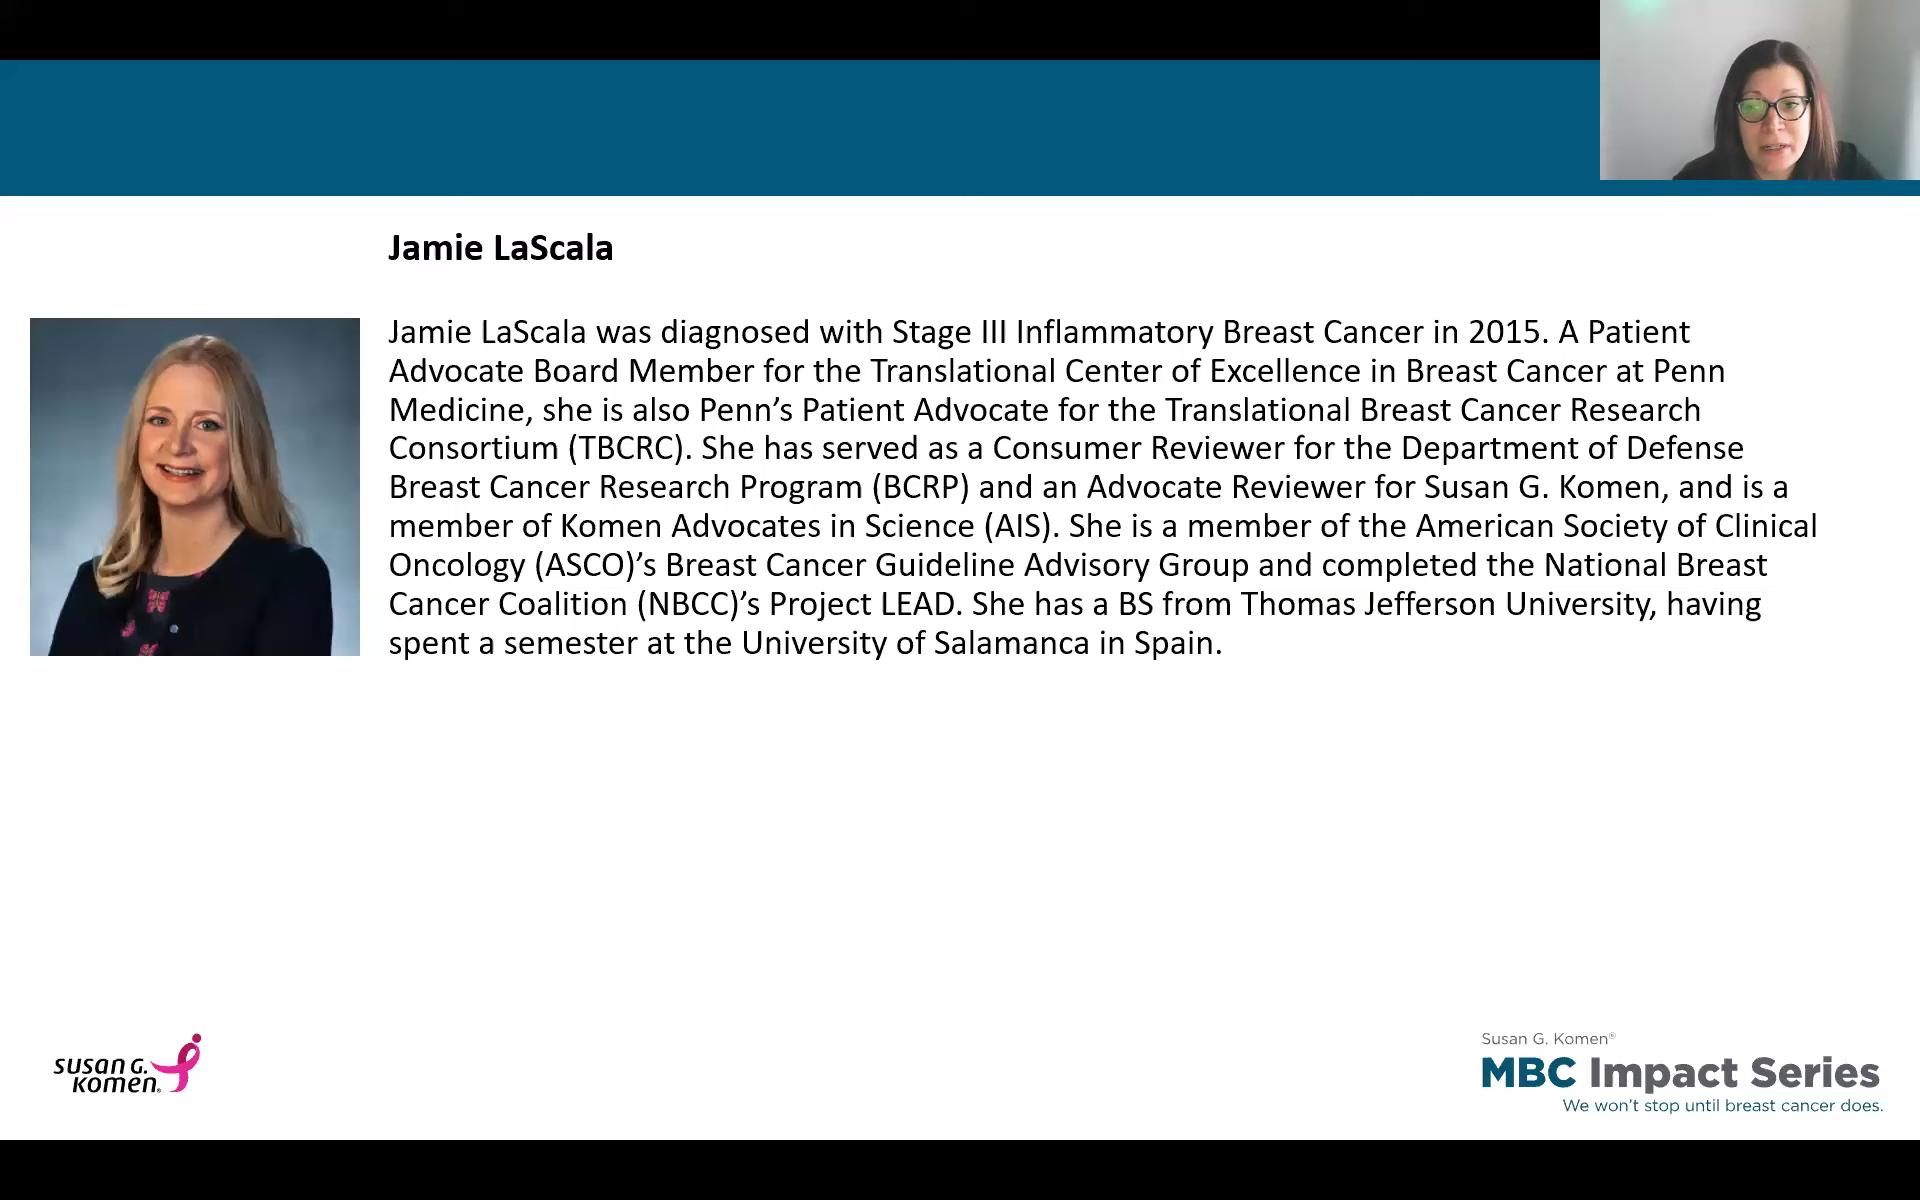 Jamie LaScala
Jamie LaScala was diagnosed with Stage III Inflammatory Breast Cancer in 2015. A Patient
Advocate Board Member for the Translational Center of Excellence in Breast Cancer at Penn
Medicine, she is also Penn’s Patient Advocate for the Translational Breast Cancer Research
Consortium (TBCRC). She has served as a Consumer Reviewer for the Department of Defense
Breast Cancer Research Program (BCRP) and an Advocate Reviewer for Susan G. Komen, and is a
member of Komen Advocates in Science (AIS). She is a member of the American Society of Clinical
Oncology (ASCO)’s Breast Cancer Guideline Advisory Group and completed the National Breast
Cancer Coalition (NBCC)’s Project LEAD. She has a BS from Thomas Jefferson University, having
spent a semester at the University of Salamanca in Spain.
susan G.
komen®
Susan G. Komen®
MBC Impact Series
We won’t stop until breast cancer does.